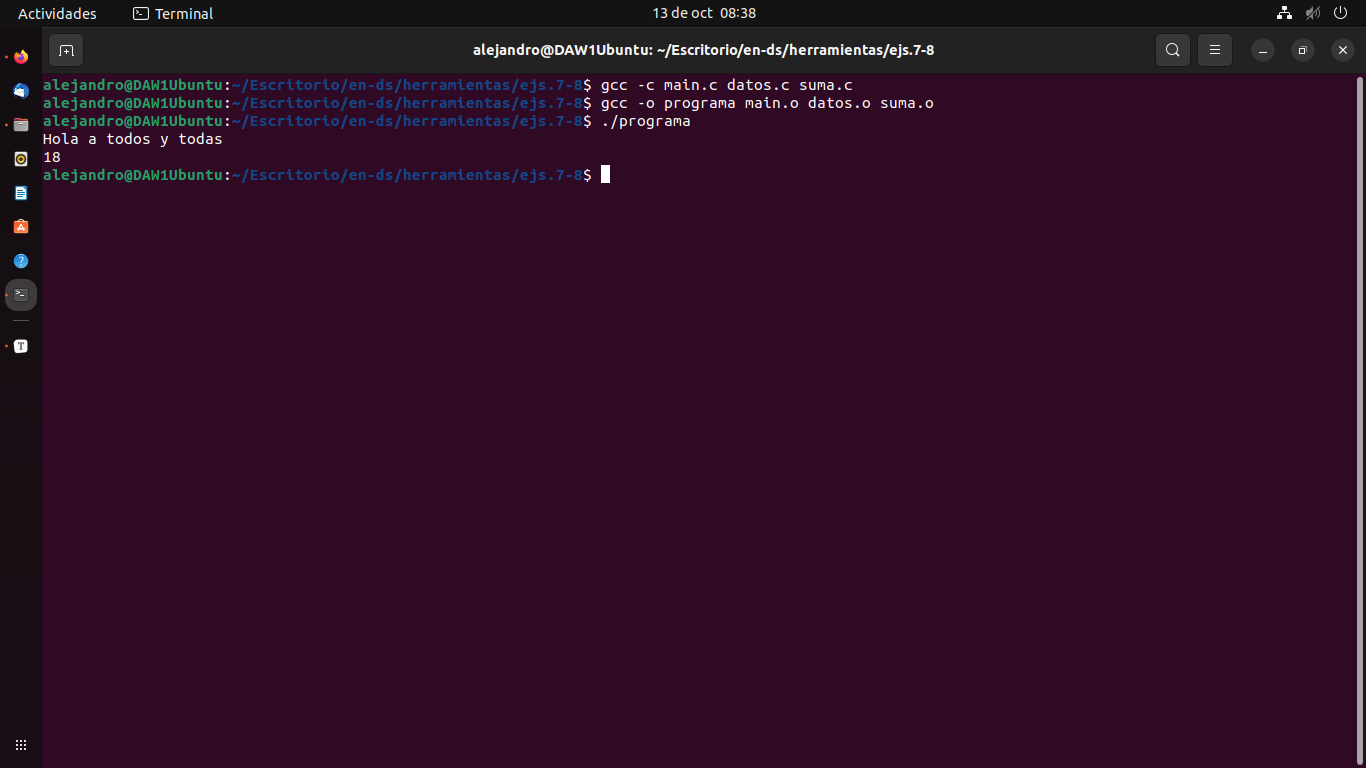 Actividades Terminal 13 de oct 08:38
alejandro@DAW1Ubuntu: ~/Escritorio/en-ds/herramientas/ejs.7-8
alejandro@DAW1Ubuntu:~/Escritorio/en-ds/herramientas/ejs.7-8$ gcc -c main.c datos.c suma.c
alejandro@DAW1Ubuntu:~/Escritorio/en-ds/herramientas/ejs.7-8$ gcc -o programa main.o datos.o suma.o
alejandro@DAW1Ubuntu:~/Escritorio/en-ds/herramientas/ejs.7-8$ ./programa
Hola a todos y todas
18
alejandro@DAW1Ubuntu:~/Escritorio/en-ds/herramientas/ejs.7-8$